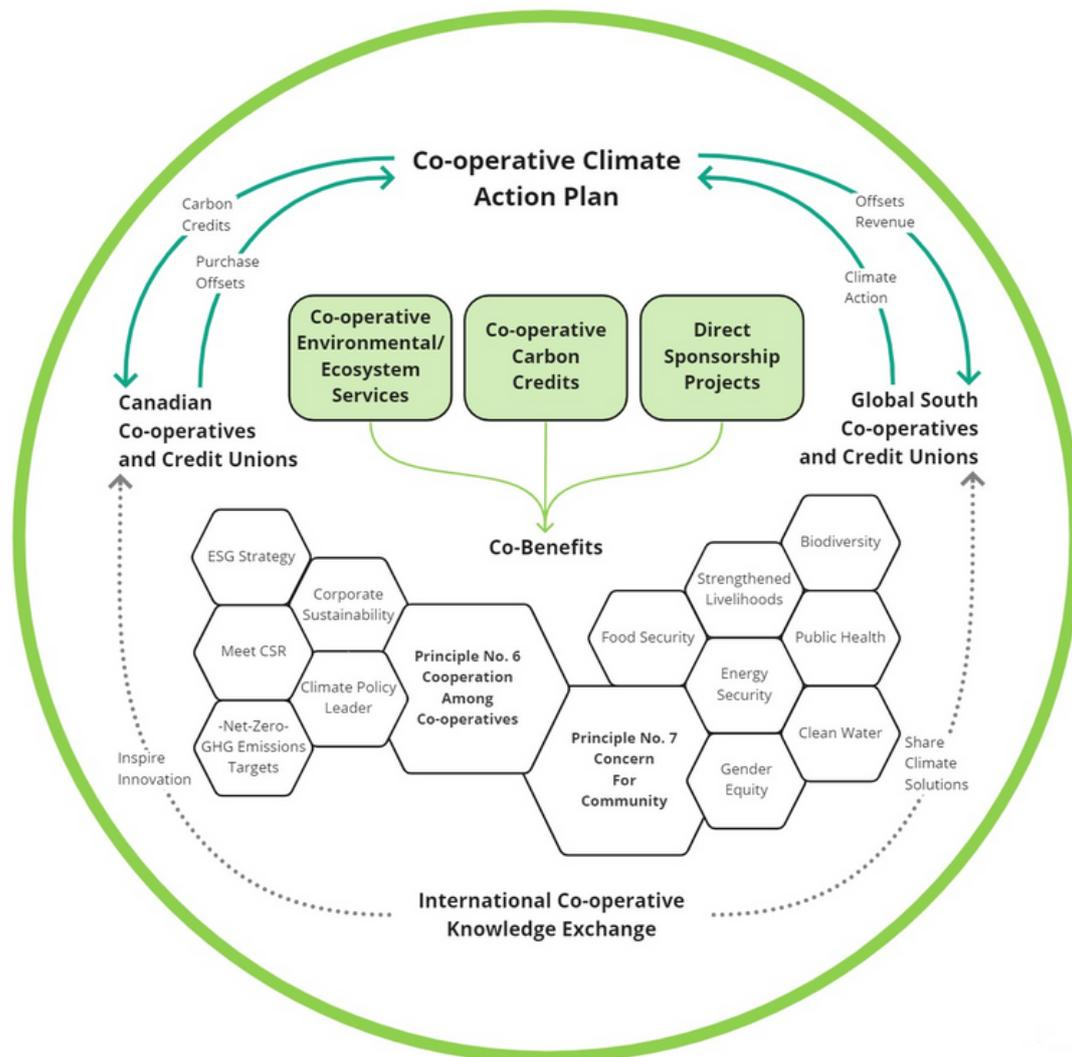 Co-operative Climate
Action Plan
Carbon
Credits
Purchase
Offsets
Offsets
Revenue
Climate
Action
Co-operative
Environmental/
Ecosystem
Services
Co-operative
Carbon
Credits
Direct
Sponsorship
Projects
Canadian
Co-operatives
and Credit Unions
Global South
Co-operatives
and Credit Unions
Co-Benefits
ESG Strategy
Corporate
Sustainability
Meet CSR
Climate Policy
Leader
-Net-Zero-
GHG Emissions
Targets
Principle No. 6
Cooperation
Among
Co-operatives
Principle No. 7
Concern
For
Community
Food Security
Strengthened
Livelihoods
Biodiversity
Public Health
Energy
Security
Clean Water
Gender
Equity
Inspire
Innovation
Share
Climate
Solutions
International Co-operative
Knowledge Exchange